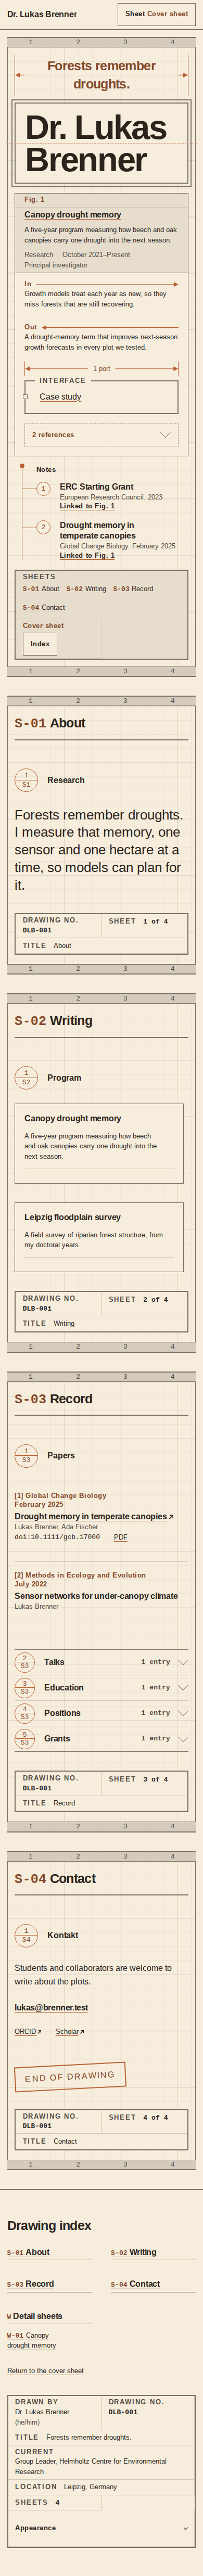 Dr. Lukas Brenner
Sheet Cover sheet
1 2 3 4
Forests remember
droughts.
Dr. Lukas
Brenner
Fig. 1
Canopy drought memory
A five-year program measuring how beech and oak
canopies carry one drought into the next season.
Research October 2021–Present
Principal investigator
In
Growth models treat each year as new, so they
miss forests that are still recovering.
Out
A drought-memory term that improves next-season
growth forecasts in every plot we tested.
1 port
INTERFACE
Case study
2 references
Notes
1
ERC Starting Grant
European Research Council. 2023
Linked to Fig. 1
2
Drought memory in
temperate canopies
Global Change Biology. February 2025
Linked to Fig. 1
SHEETS
S-01 About S-02 Writing S-03 Record
S-04 Contact
Cover sheet
Index
1 2 3 4
1 2 3 4
S-01 About
1
S1
Research
Forests remember droughts.
I measure that memory, one
sensor and one hectare at a
time, so models can plan for
it.
DRAWING NO.
DLB-001
SHEET 1 of 4
TITLE About
1 2 3 4
1 2 3 4
S-02 Writing
1
S2
Program
Canopy drought memory
A five-year program measuring how beech
and oak canopies carry one drought into the
next season.
Leipzig floodplain survey
A field survey of riparian forest structure, from
my doctoral years.
DRAWING NO.
DLB-001
SHEET 2 of 4
TITLE Writing
1 2 3 4
1 2 3 4
S-03 Record
1
S3
Papers
[1] Global Change Biology
February 2025
Drought memory in temperate canopies ↗
Lukas Brenner, Ada Fischer
doi:10.1111/gcb.17000 PDF
[2] Methods in Ecology and Evolution
July 2022
Sensor networks for under-canopy climate
Lukas Brenner
2
S3
Talks 1 entry
3
S3
Education 1 entry
4
S3
Positions 1 entry
5
S3
Grants 1 entry
DRAWING NO.
DLB-001
SHEET 3 of 4
TITLE Record
1 2 3 4
1 2 3 4
S-04 Contact
1
S4
Kontakt
Students and collaborators are welcome to
write about the plots.
lukas@brenner.test
ORCID↗ Scholar↗
END OF DRAWING
DRAWING NO.
DLB-001
SHEET 4 of 4
TITLE Contact
1 2 3 4
Drawing index
S-01 About S-02 Writing
S-03 Record S-04 Contact
W Detail sheets
W-01 Canopy
drought memory
Return to the cover sheet
DRAWN BY
Dr. Lukas Brenner
(he/him)
DRAWING NO.
DLB-001
TITLE Forests remember droughts.
CURRENT
Group Leader, Helmholtz Centre for Environmental
Research
LOCATION Leipzig, Germany
SHEETS 4
Appearance